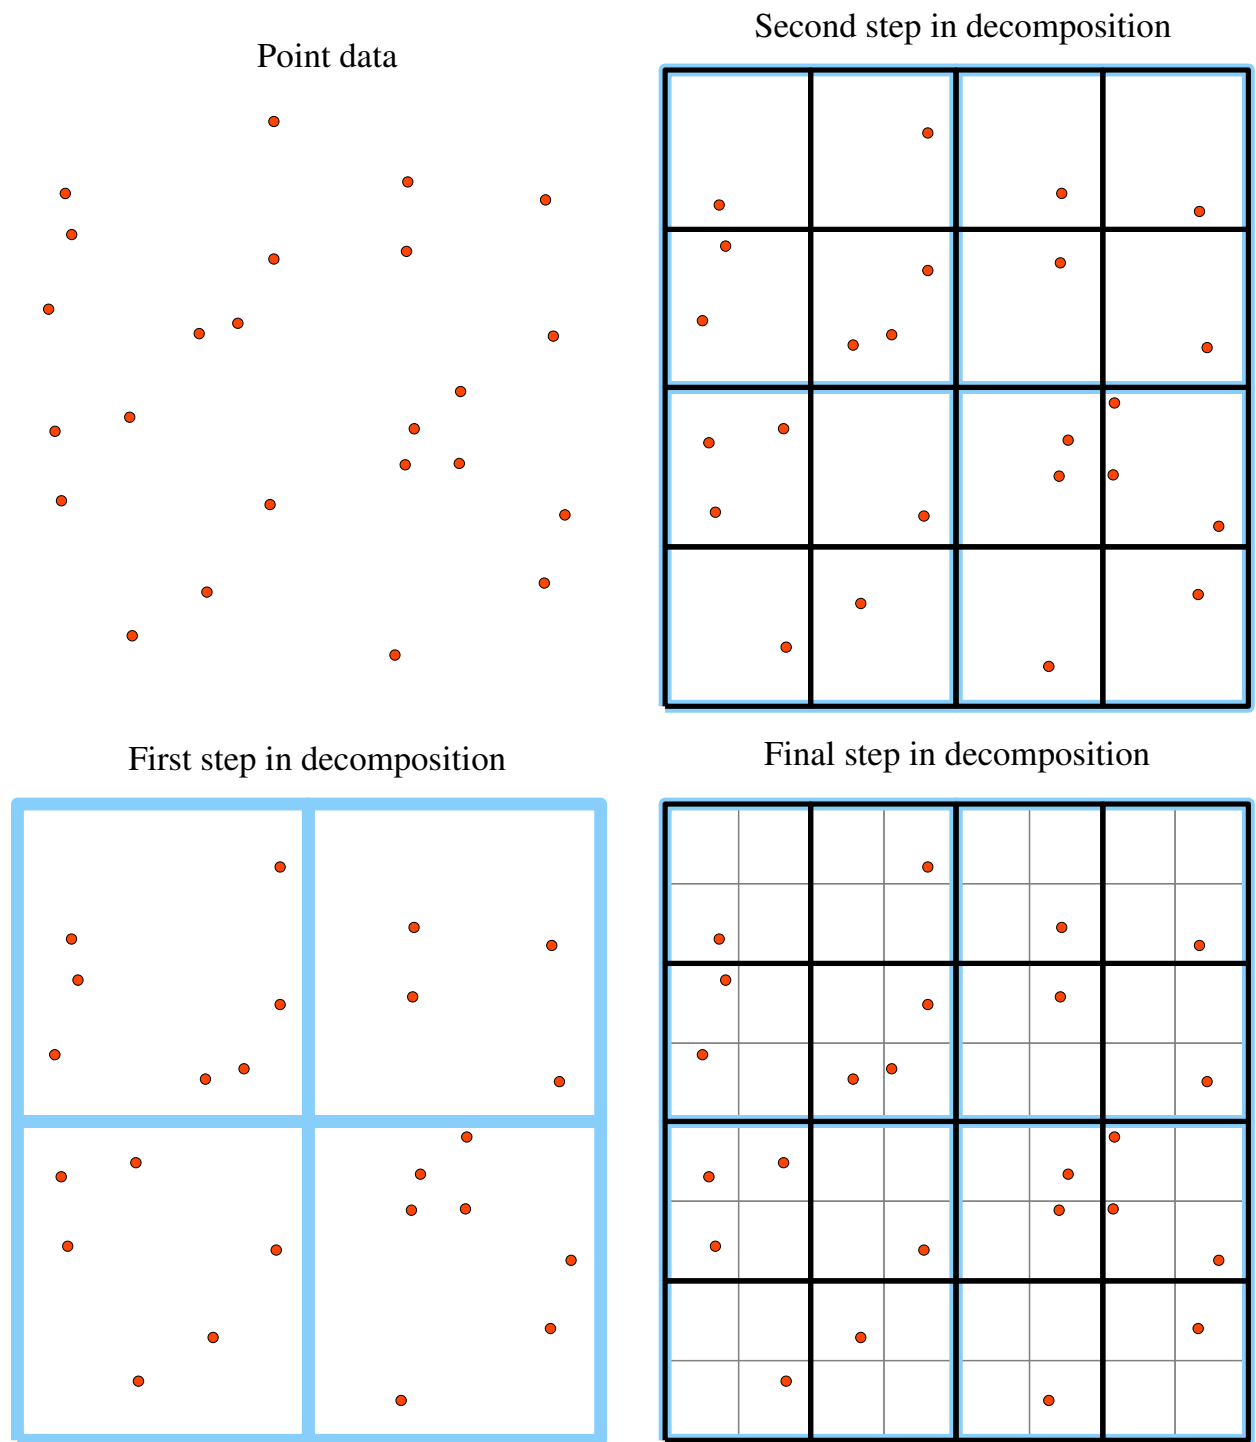 Point data
Second step in decomposition
First step in decomposition
Final step in decomposition